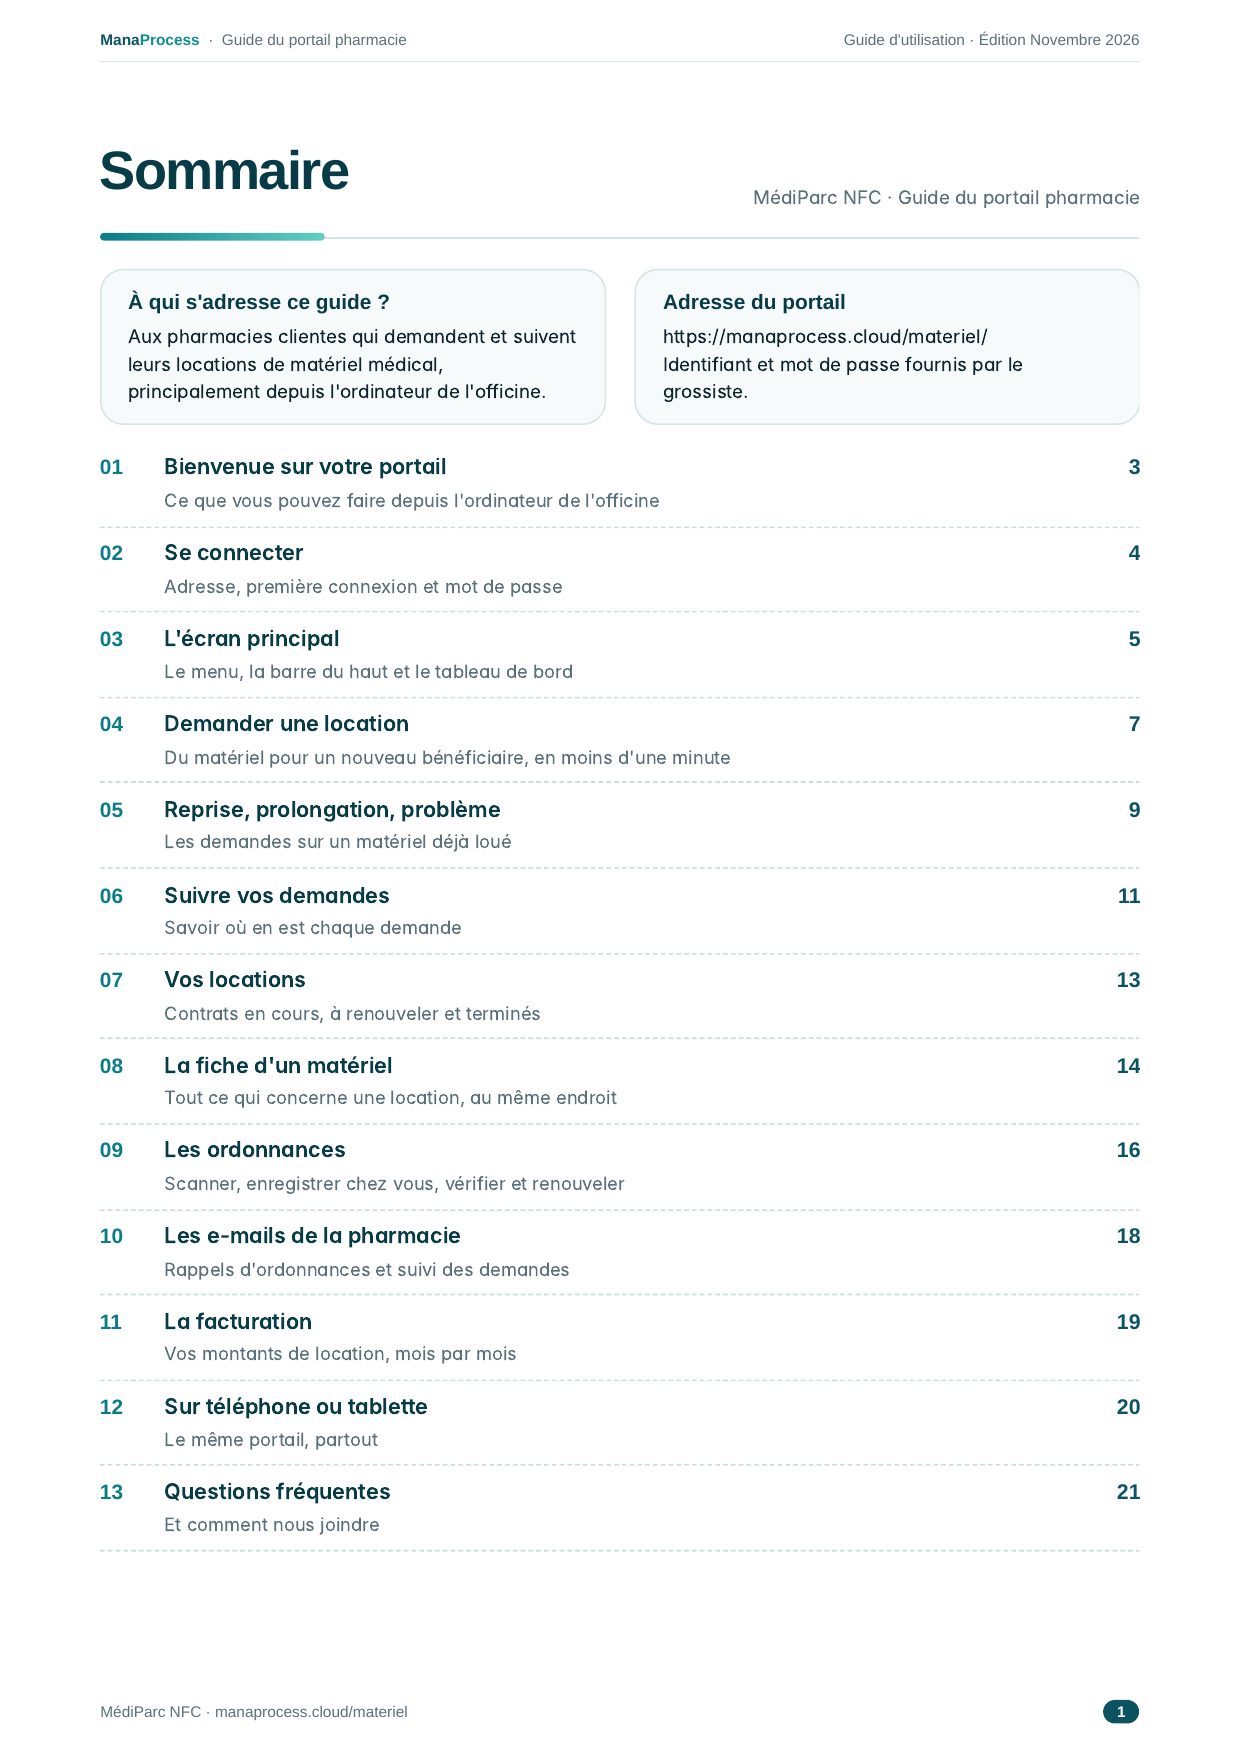 ManaProcess · Guide du portail pharmacie
Guide d'utilisation · Édition Novembre 2026
Sommaire
MédiParc NFC · Guide du portail pharmacie
À qui s'adresse ce guide ?
Aux pharmacies clientes qui demandent et suivent
leurs locations de matériel médical,
principalement depuis l'ordinateur de l'officine.
Adresse du portail
https://manaprocess.cloud/materiel/
Identifiant et mot de passe fournis par le
grossiste.
01 Bienvenue sur votre portail 3
Ce que vous pouvez faire depuis l'ordinateur de l'officine
02 Se connecter 4
Adresse, première connexion et mot de passe
03 L'écran principal 5
Le menu, la barre du haut et le tableau de bord
04 Demander une location 7
Du matériel pour un nouveau bénéficiaire, en moins d'une minute
05 Reprise, prolongation, problème 9
Les demandes sur un matériel déjà loué
06 Suivre vos demandes 11
Savoir où en est chaque demande
07 Vos locations 13
Contrats en cours, à renouveler et terminés
08 La fiche d'un matériel 14
Tout ce qui concerne une location, au même endroit
09 Les ordonnances 16
Scanner, enregistrer chez vous, vérifier et renouveler
10 Les e-mails de la pharmacie 18
Rappels d'ordonnances et suivi des demandes
11 La facturation 19
Vos montants de location, mois par mois
12 Sur téléphone ou tablette 20
Le même portail, partout
13 Questions fréquentes 21
Et comment nous joindre
MédiParc NFC · manaprocess.cloud/materiel
1